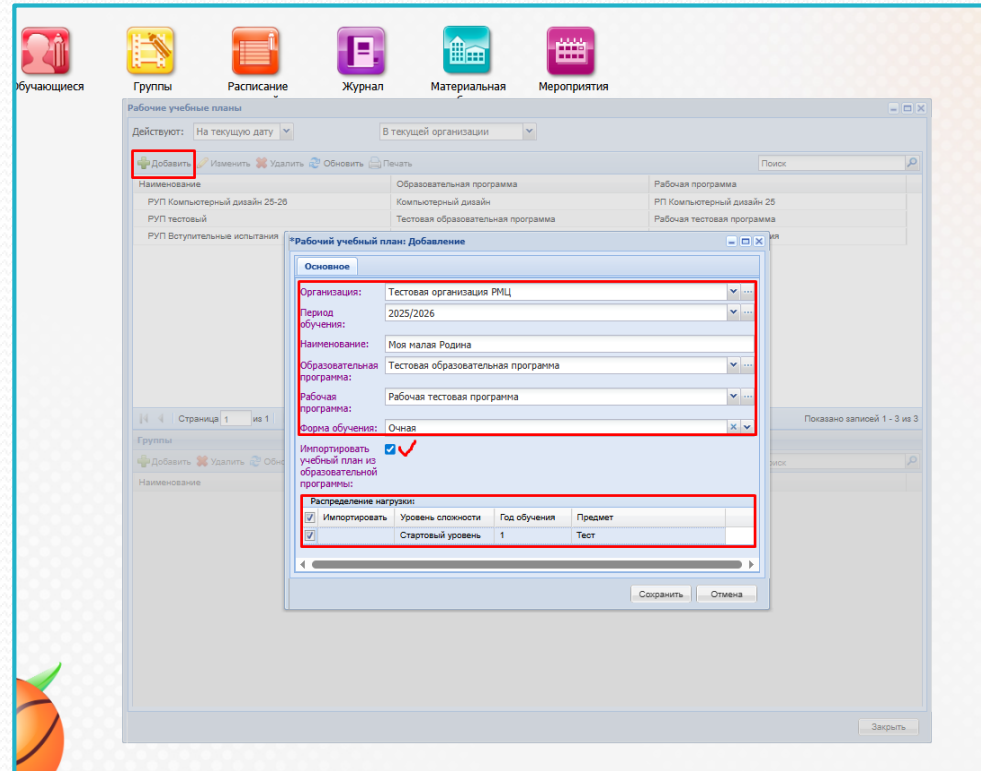 Обучающиеся Группы Расписание Журнал Материальная Мероприятия
Рабочие учебные планы
Действуют: На текущую дату В текущей организации
Добавить Изменить Удалить Обновить Печать Поиск
Наименование Образовательная программа Рабочая программа
РУП Компьютерный дизайн 25-26 Компьютерный дизайн РП Компьютерный дизайн 25
РУП тестовый Тестовая образовательная программа Рабочая тестовая программа
РУП Вступительные испытания
*Рабочий учебный план: Добавление
Основное
Организация: Тестовая организация РМЦ
Период обучения: 2025/2026
Наименование: Моя малая Родина
Образовательная программа: Тестовая образовательная программа
Рабочая программа: Рабочая тестовая программа
Форма обучения: Очная
Импортировать
учебный план из
образовательной
программы:
Распределение нагрузки:
Импортировать Уровень сложности Год обучения Предмет
Стартовый уровень 1 Тест
Сохранить Отмена
Страница 1 из 1 Показано записей 1 - 3 из 3
Группы
Добавить Удалить
Наименование
Закрыть